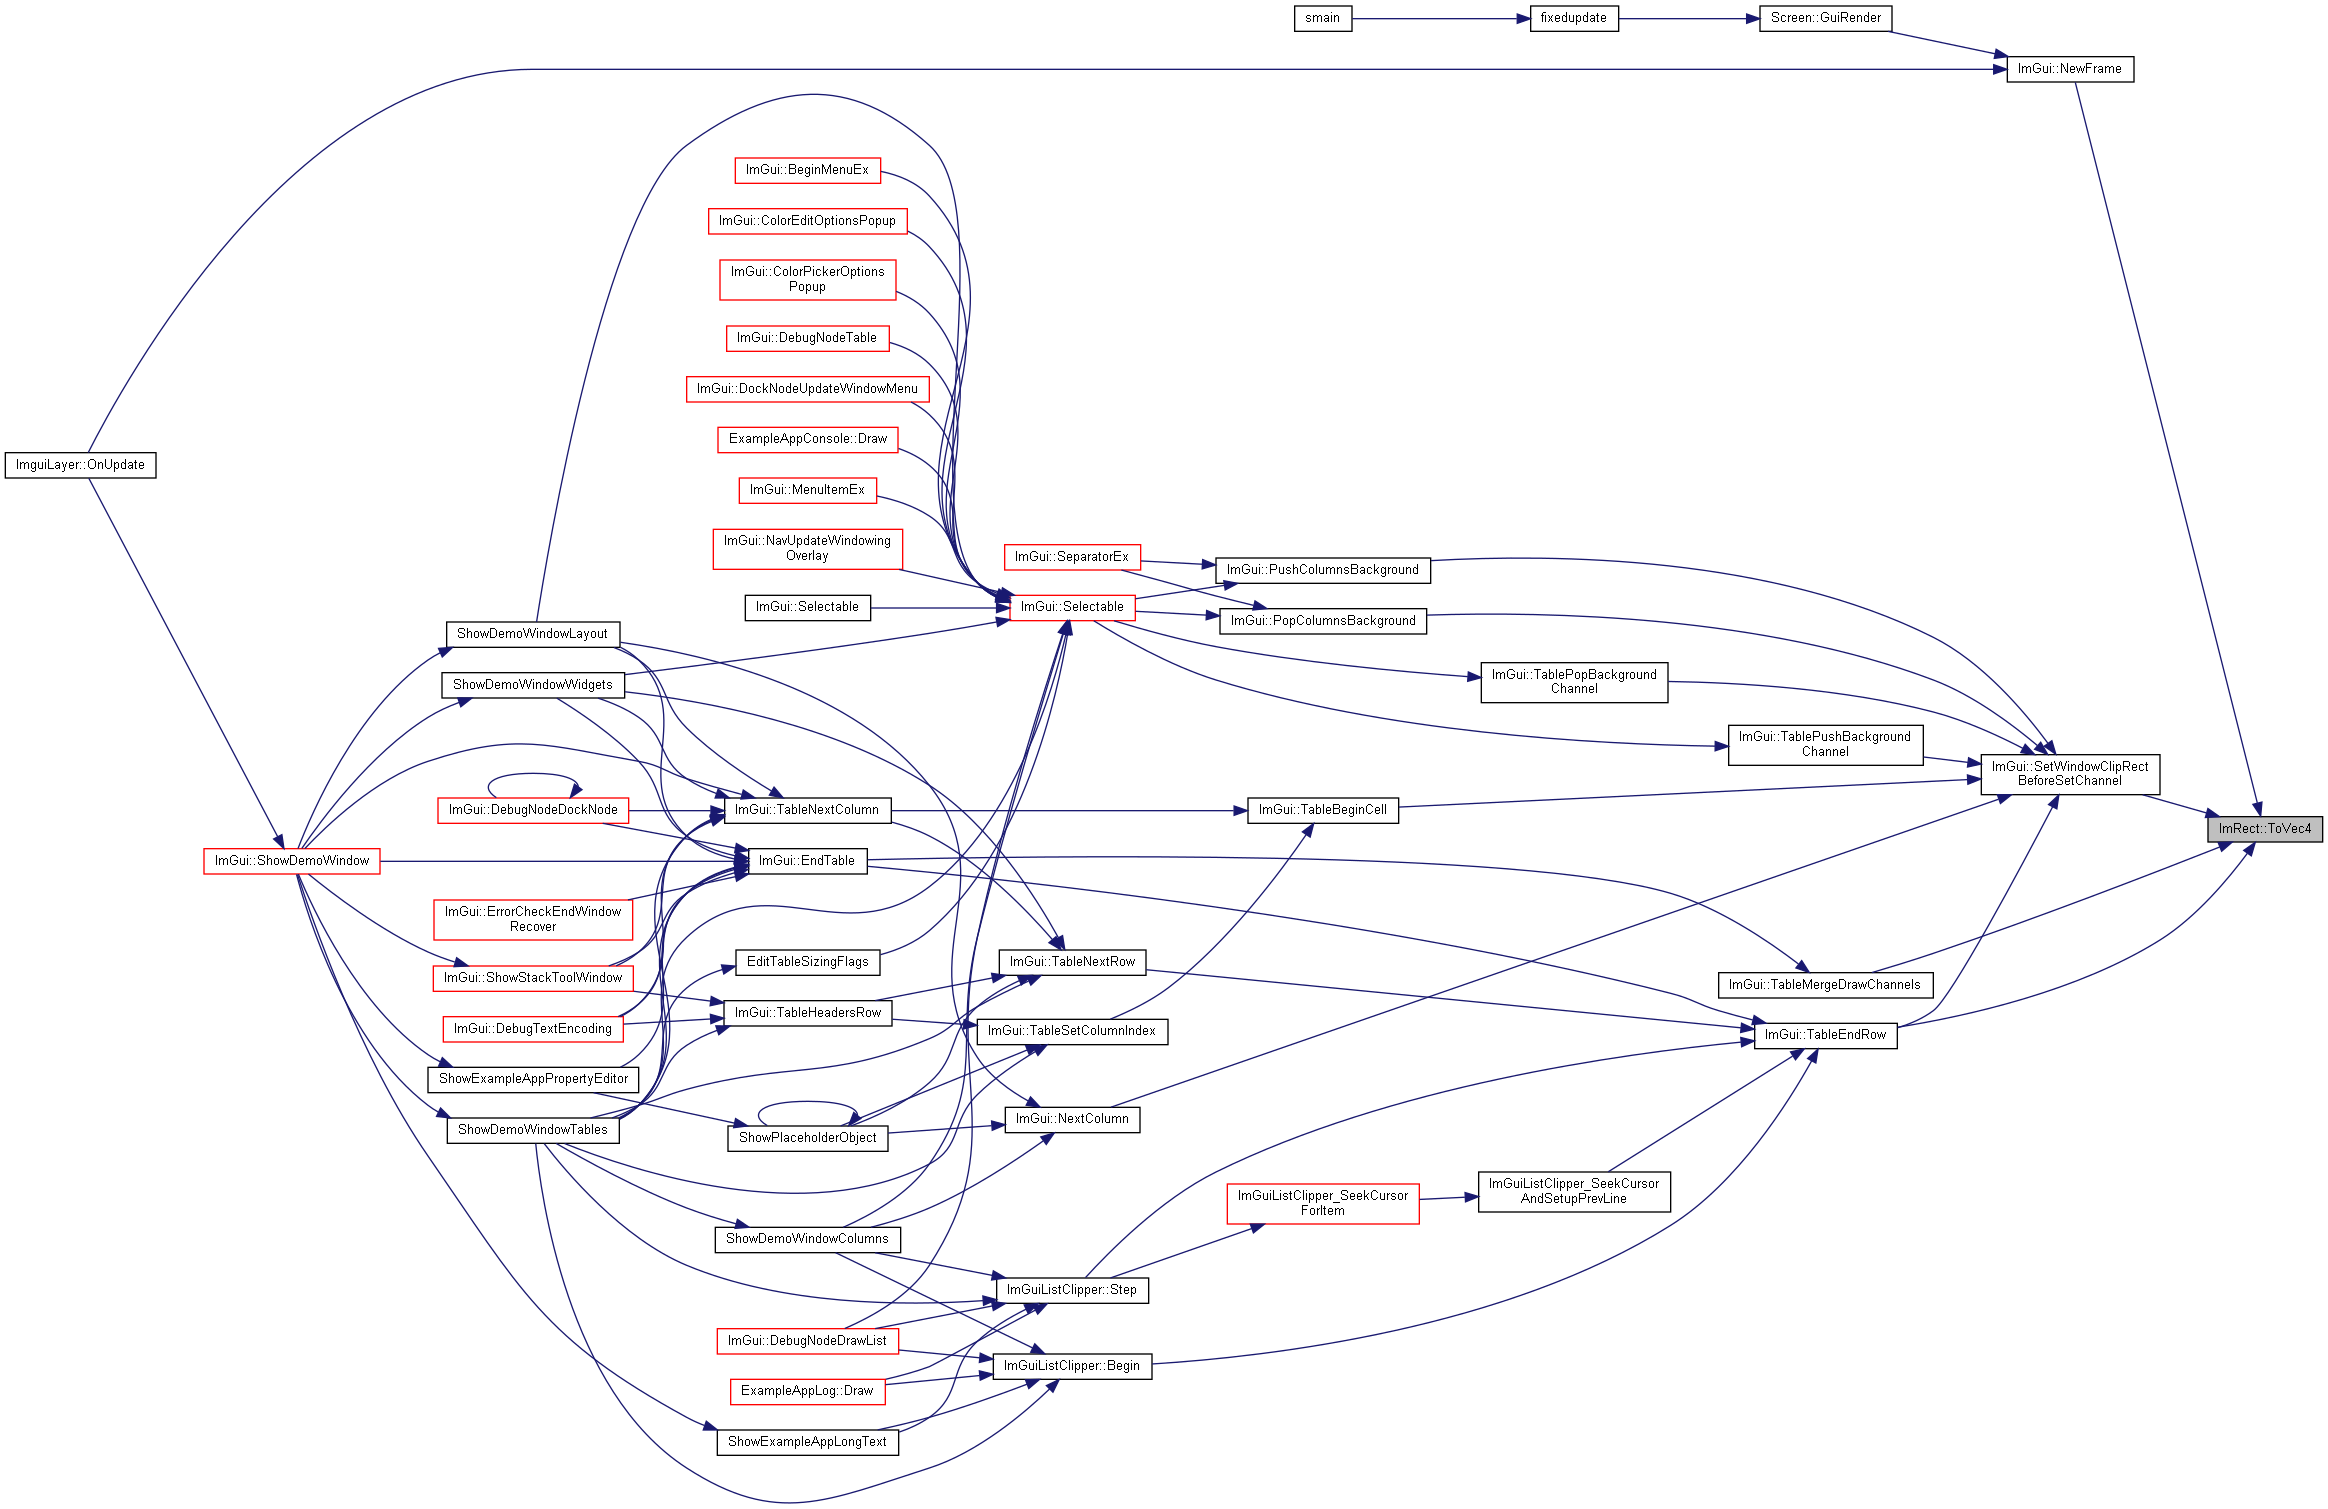 smain
fixedupdate
Screen::GuiRender
ImGui::NewFrame
ImGui::BeginMenuEx
ImGui::ColorEditOptionsPopup
ImGui::ColorPickerOptions
Popup
ImGui::DebugNodeTable
ImGui::DockNodeUpdateWindowMenu
ExampleAppConsole::Draw
ImguiLayer::OnUpdate
ImGui::MenuItemEx
ImGui::NavUpdateWindowing
Overlay
ImGui::SeparatorEx
ImGui::PushColumnsBackground
ImGui::Selectable
ImGui::Selectable
ImGui::PopColumnsBackground
ShowDemoWindowLayout
ShowDemoWindowWidgets
ImGui::TablePopBackground
Channel
ImGui::TablePushBackground
Channel
ImGui::SetWindowClipRect
BeforeSetChannel
ImGui::DebugNodeDockNode
ImGui::TableNextColumn
ImGui::TableBeginCell
ImRect::ToVec4
ImGui::ShowDemoWindow
ImGui::EndTable
ImGui::ErrorCheckEndWindow
Recover
EditTableSizingFlags
ImGui::TableNextRow
ImGui::ShowStackToolWindow
ImGui::TableMergeDrawChannels
ImGui::TableHeadersRow
ImGui::DebugTextEncoding
ImGui::TableSetColumnIndex
ImGui::TableEndRow
ShowExampleAppPropertyEditor
ImGui::NextColumn
ShowDemoWindowTables
ShowPlaceholderObject
ImGuiListClipper_SeekCursor
AndSetupPrevLine
ImGuiListClipper_SeekCursor
ForItem
ShowDemoWindowColumns
ImGuiListClipper::Step
ImGui::DebugNodeDrawList
ImGuiListClipper::Begin
ExampleAppLog::Draw
ShowExampleAppLongText